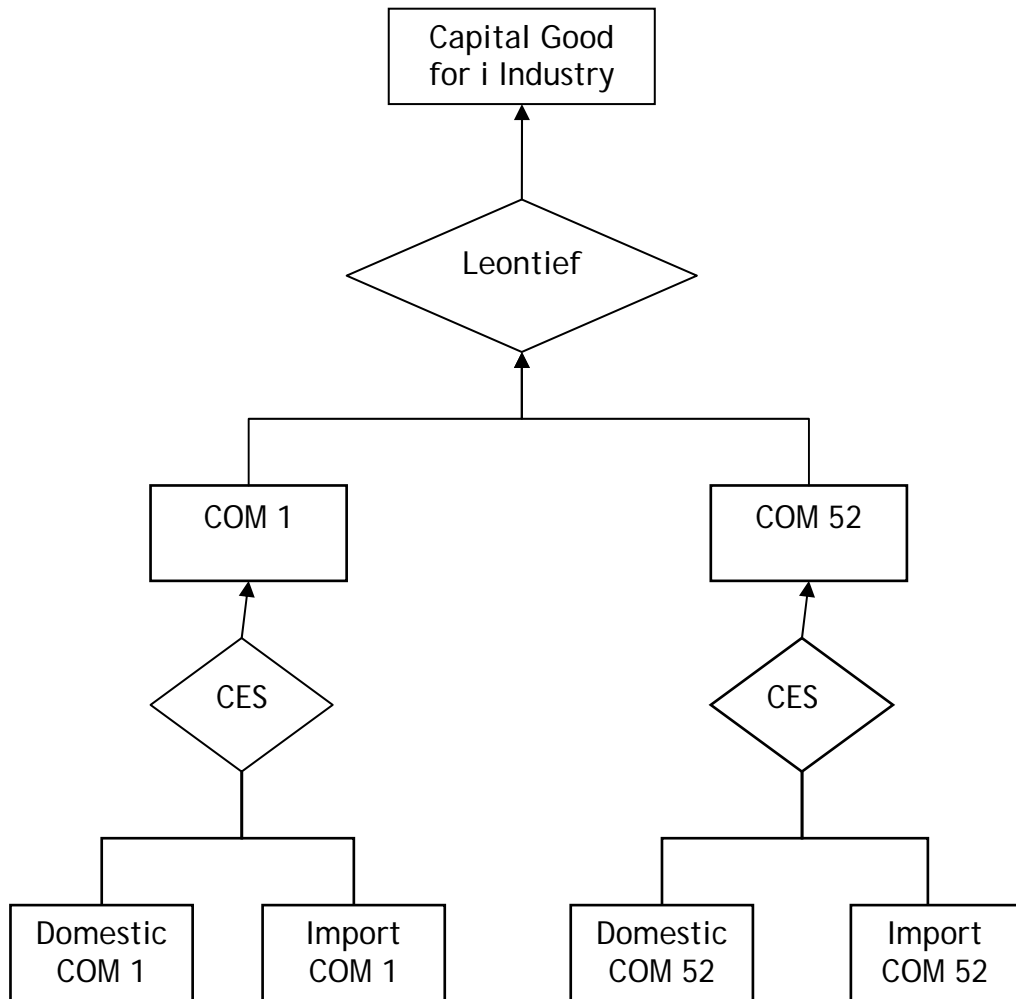 Capital Good
for i Industry
Leontief
COM 1
COM 52
CES
CES
Domestic
COM 1
Import
COM 1
Domestic
COM 52
Import
COM 52